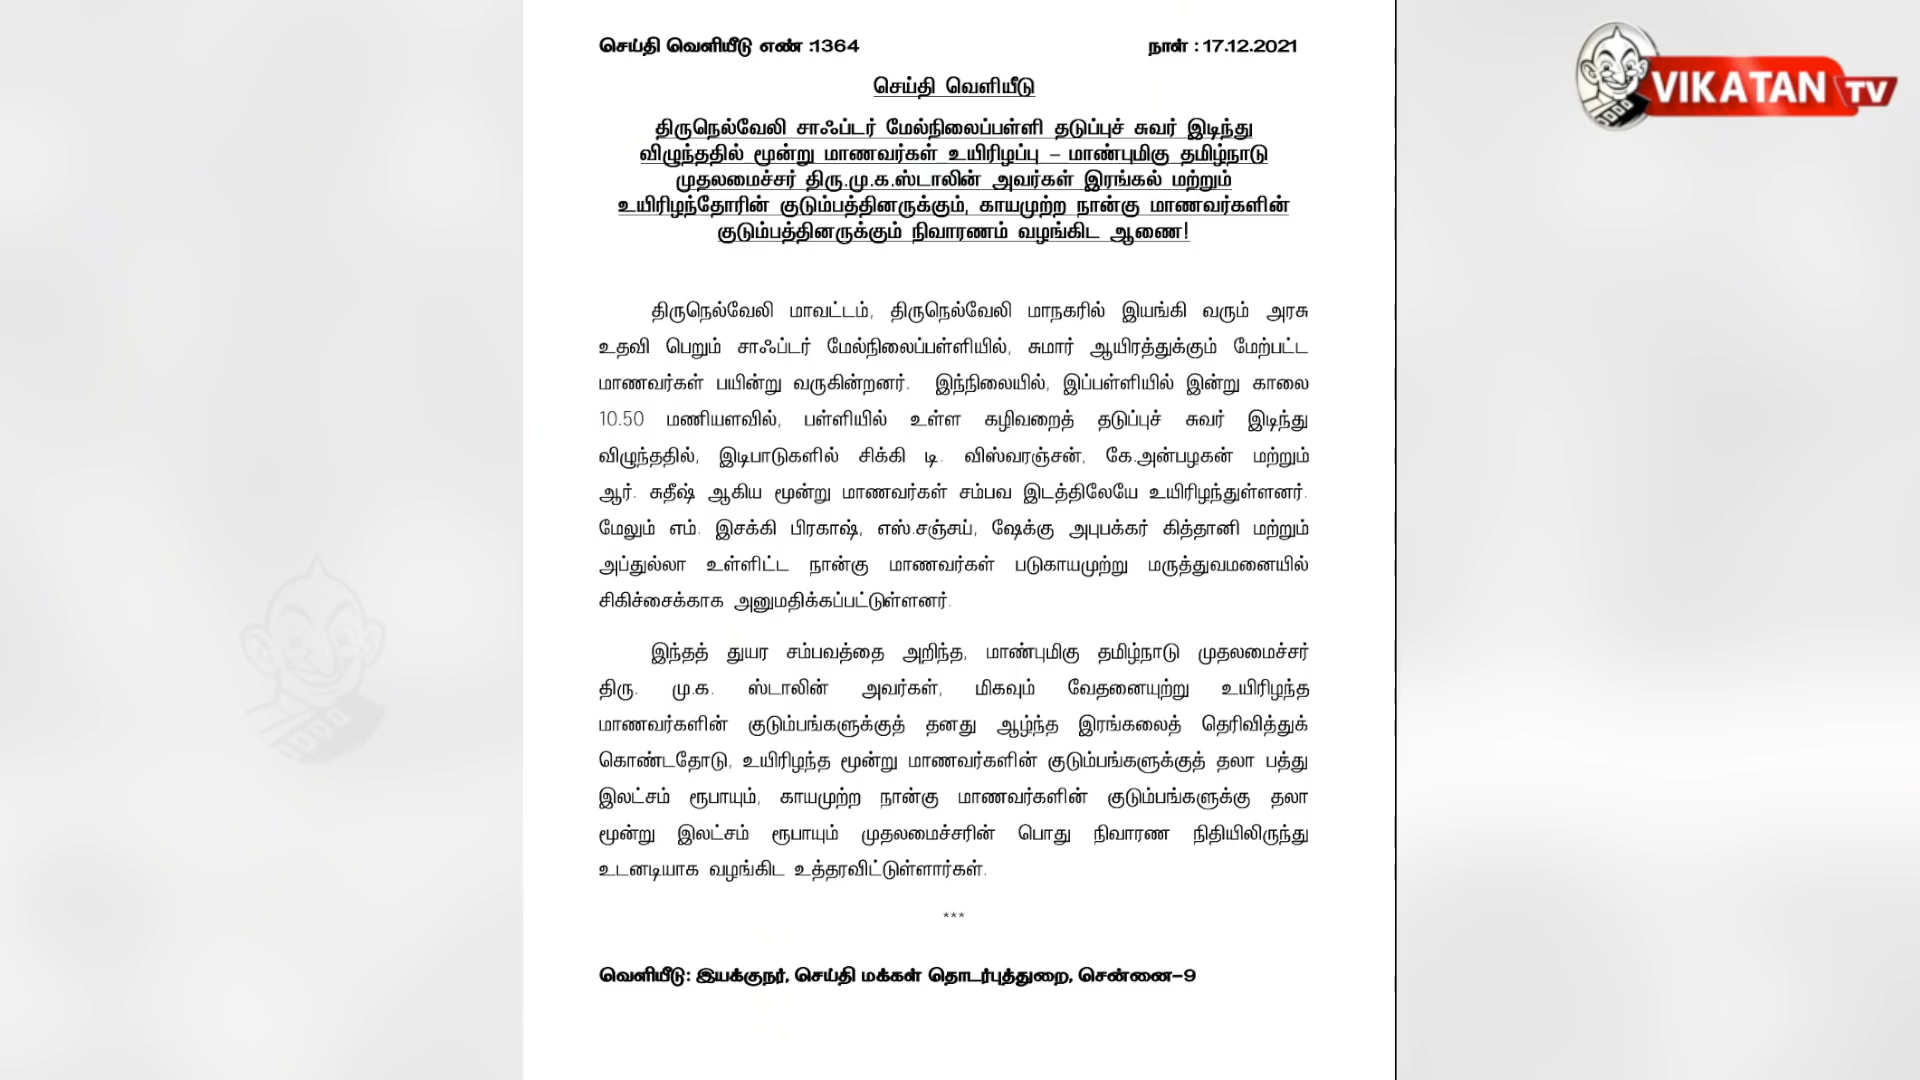 செய்தி வெளியீடு எண் :1364 நாள் : 17.12.2021
VIKATAN TV
செய்தி வெளியீடு
திருநெல்வேலி சாஃப்டர் மேல்நிலைப்பள்ளி தடுப்புச் சுவர் இடிந்து
விழுந்ததில் மூன்று மாணவர்கள் உயிரிழப்பு – மாண்புமிகு தமிழ்நாடு
முதலமைச்சர் திரு.மு.க.ஸ்டாலின் அவர்கள் இரங்கல் மற்றும்
உயிரிழந்தோரின் குடும்பத்தினருக்கும், காயமுற்ற நான்கு மாணவர்களின்
குடும்பத்தினருக்கும் நிவாரணம் வழங்கிட ஆணை!
திருநெல்வேலி மாவட்டம், திருநெல்வேலி மாநகரில் இயங்கி வரும் அரசு
உதவி பெறும் சாஃப்டர் மேல்நிலைப்பள்ளியில், சுமார் ஆயிரத்துக்கும் மேற்பட்ட
மாணவர்கள் பயின்று வருகின்றனர். இந்நிலையில், இப்பள்ளியில் இன்று காலை
10.50 மணியளவில், பள்ளியில் உள்ள கழிவறைத் தடுப்புச் சுவர் இடிந்து
விழுந்ததில், இடிபாடுகளில் சிக்கி டி. விஸ்வரஞ்சன், கே.அன்பழகன் மற்றும்
ஆர். சுதீஷ் ஆகிய மூன்று மாணவர்கள் சம்பவ இடத்திலேயே உயிரிழந்துள்ளனர்.
மேலும் எம். இசக்கி பிரகாஷ், எஸ்.சஞ்சய், ஷேக்கு அபுபக்கர் கித்தானி மற்றும்
அப்துல்லா உள்ளிட்ட நான்கு மாணவர்கள் படுகாயமுற்று மருத்துவமனையில்
சிகிச்சைக்காக அனுமதிக்கப்பட்டுள்ளனர்.
இந்தத் துயர சம்பவத்தை அறிந்த, மாண்புமிகு தமிழ்நாடு முதலமைச்சர்
திரு. மு.க. ஸ்டாலின் அவர்கள், மிகவும் வேதனையுற்று உயிரிழந்த
மாணவர்களின் குடும்பங்களுக்குத் தனது ஆழ்ந்த இரங்கலைத் தெரிவித்துக்
கொண்டதோடு, உயிரிழந்த மூன்று மாணவர்களின் குடும்பங்களுக்குத் தலா பத்து
இலட்சம் ரூபாயும், காயமுற்ற நான்கு மாணவர்களின் குடும்பங்களுக்கு தலா
மூன்று இலட்சம் ரூபாயும் முதலமைச்சரின் பொது நிவாரண நிதியிலிருந்து
உடனடியாக வழங்கிட உத்தரவிட்டுள்ளார்கள்.
***
வெளியீடு: இயக்குநர், செய்தி மக்கள் தொடர்புத்துறை, சென்னை–9